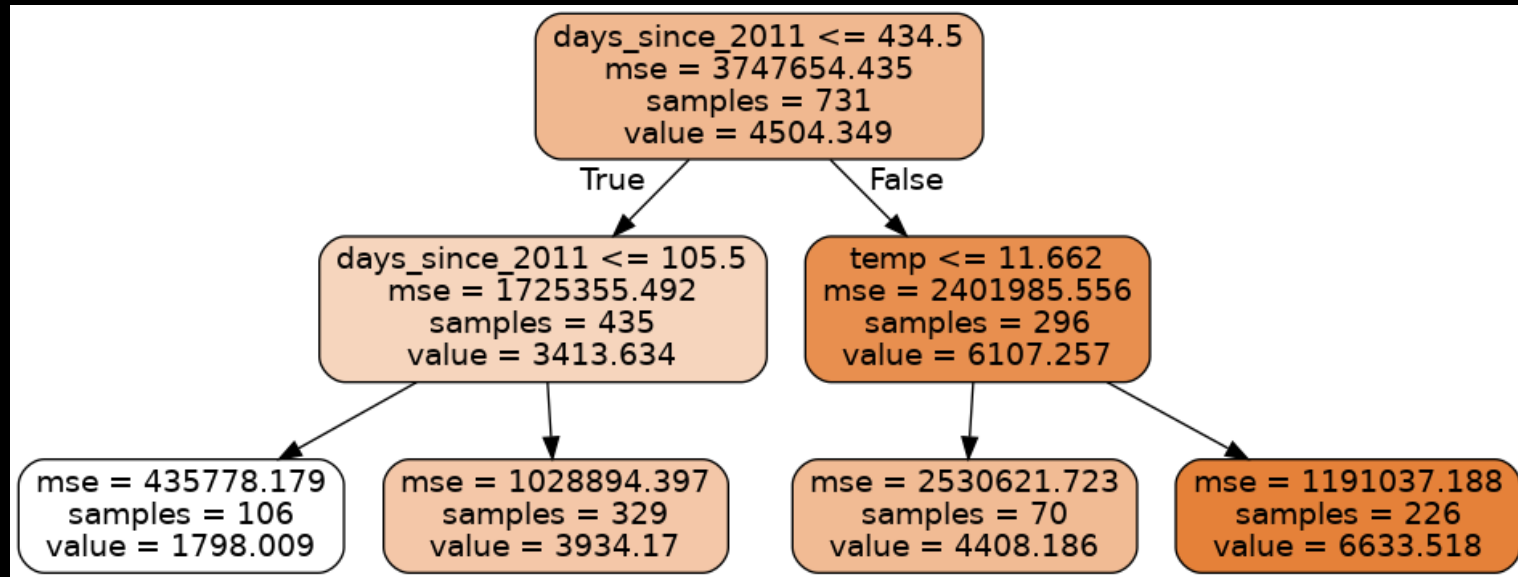 days_since_2011 <= 434.5
mse = 3747654.435
samples = 731
value = 4504.349
True
False
days_since_2011 <= 105.5
mse = 1725355.492
samples = 435
value = 3413.634
temp <= 11.662
mse = 2401985.556
samples = 296
value = 6107.257
mse = 435778.179
samples = 106
value = 1798.009
mse = 1028894.397
samples = 329
value = 3934.17
mse = 2530621.723
samples = 70
value = 4408.186
mse = 1191037.188
samples = 226
value = 6633.518